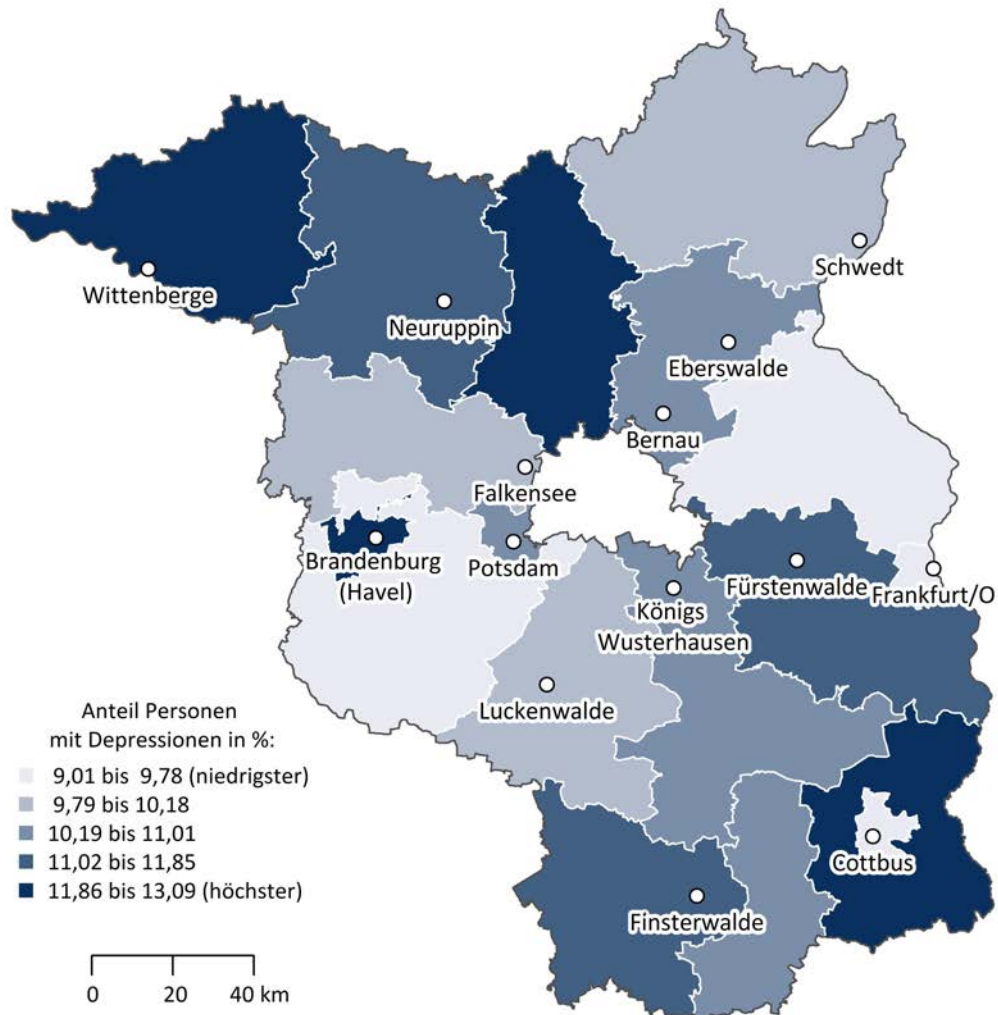 Schwedt
Wittenberge
Neuruppin
Eberswalde
Bernau
Falkensee
Brandenburg
(Havel)
Potsdam
Fürstenwalde
Frankfurt/O
Königs
Wusterhausen
Luckenwalde
Anteil Personen
mit Depressionen in %:
9,01 bis 9,78 (niedrigster)
9,79 bis 10,18
10,19 bis 11,01
11,02 bis 11,85
11,86 bis 13,09 (höchster)
Cottbus
Finsterwalde
0 20 40 km